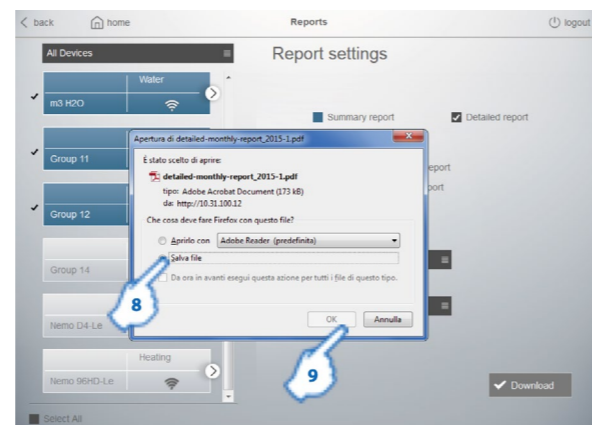 back
home
Reports
logout
All Devices
Report settings
Water
m3 H2O
Summary report
Detailed report
Group 11
Group 12
Group 14
Nemo D4-Le
Heating
Nemo 96HD-Le
Select All
eport
port
Download
Apertura di detailed-monthly-report_2015-1.pdf
È stato scelto di aprire:
detailed-monthly-report_2015-1.pdf
tipo: Adobe Acrobat Document (173 kB)
da: http://10.31.100.12
Che cosa deve fare Firefox con questo file?
Aprirlo con Adobe Reader (predefinita)
Salva file
Da ora in avanti esegui questa azione per tutti i file di questo tipo.
OK
Annulla
8
9